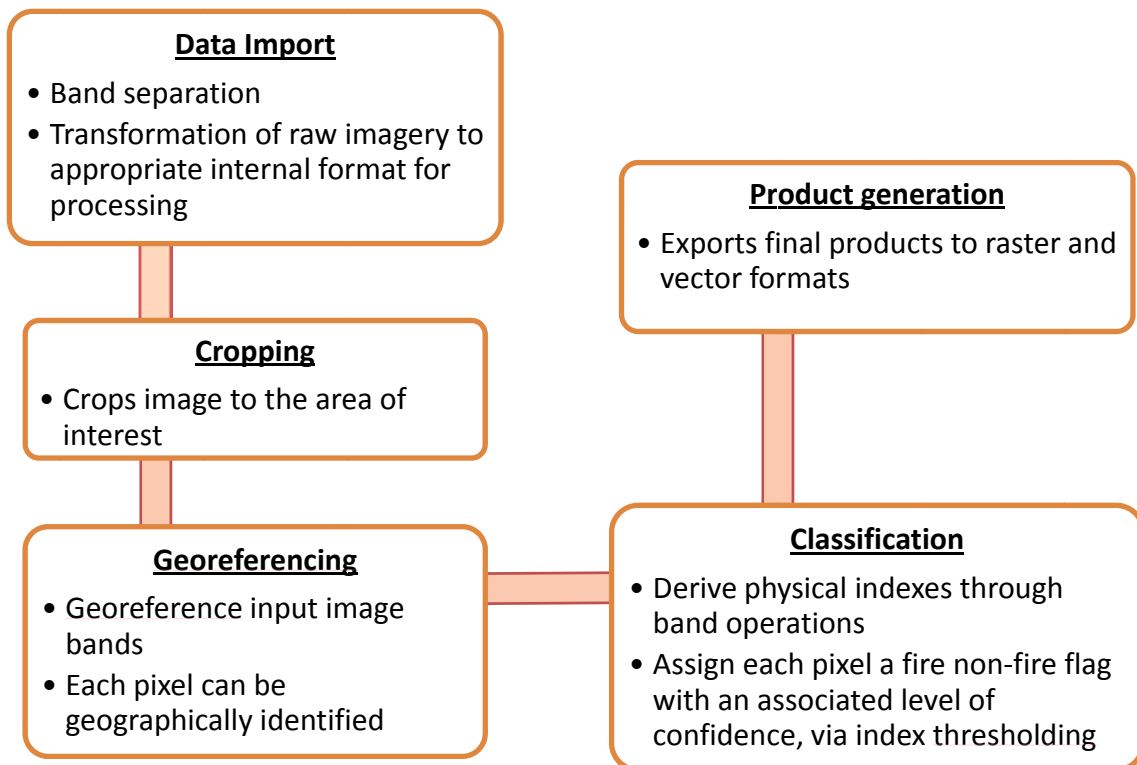 Data Import
• Band separation
• Transformation of raw imagery to
appropriate internal format for
processing
Cropping
• Crops image to the area of
interest
Georeferencing
• Georeference input image
bands
• Each pixel can be
geographically identified
Classification
• Derive physical indexes through
band operations
• Assign each pixel a fire non-fire flag
with an associated level of
confidence, via index thresholding
Product generation
• Exports final products to raster and
vector formats